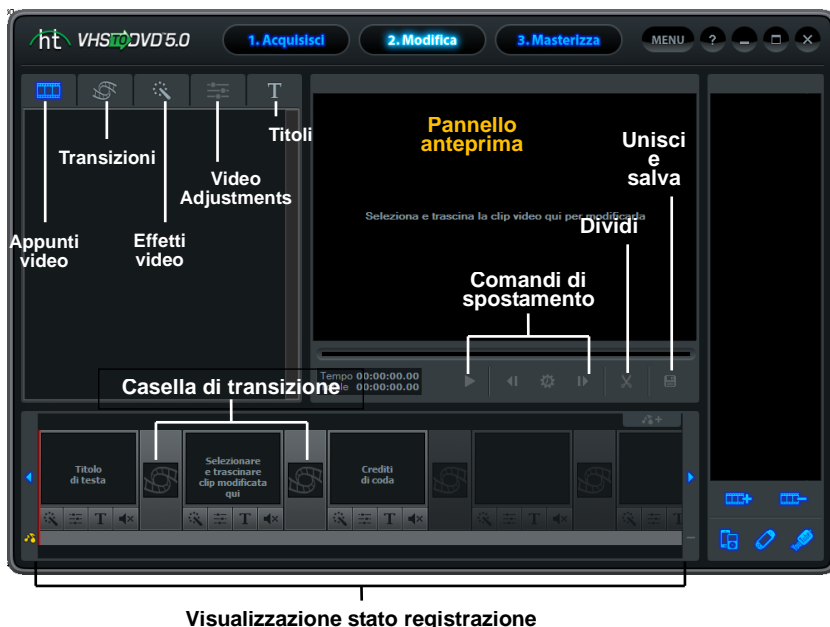 ht VHSTODVD 5.0
1. Acquisisci
2. Modifica
3. Masterizza
MENU
?
T
Titoli
Transizioni
Video
Adjustments
Appunti
video
Effetti
video
Pannello
anteprima
Unisci
e
salva
Seleziona e trascina la clip video qui per modificarla
Dividi
Comandi di
spostamento
Tempo 00:00:00.00
00:00:00.00
Casella di transizione
Titolo
di testa
Selezionare
e trascinare
clip modificata
qui
Crediti
di coda
T
T
T
T
T
Visualizzazione stato registrazione